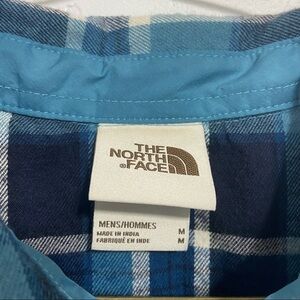 THE
NORTH
®FACE
MENS/HOMMES
MADE IN INDIA M
FABRIQUÉ EN INDE M